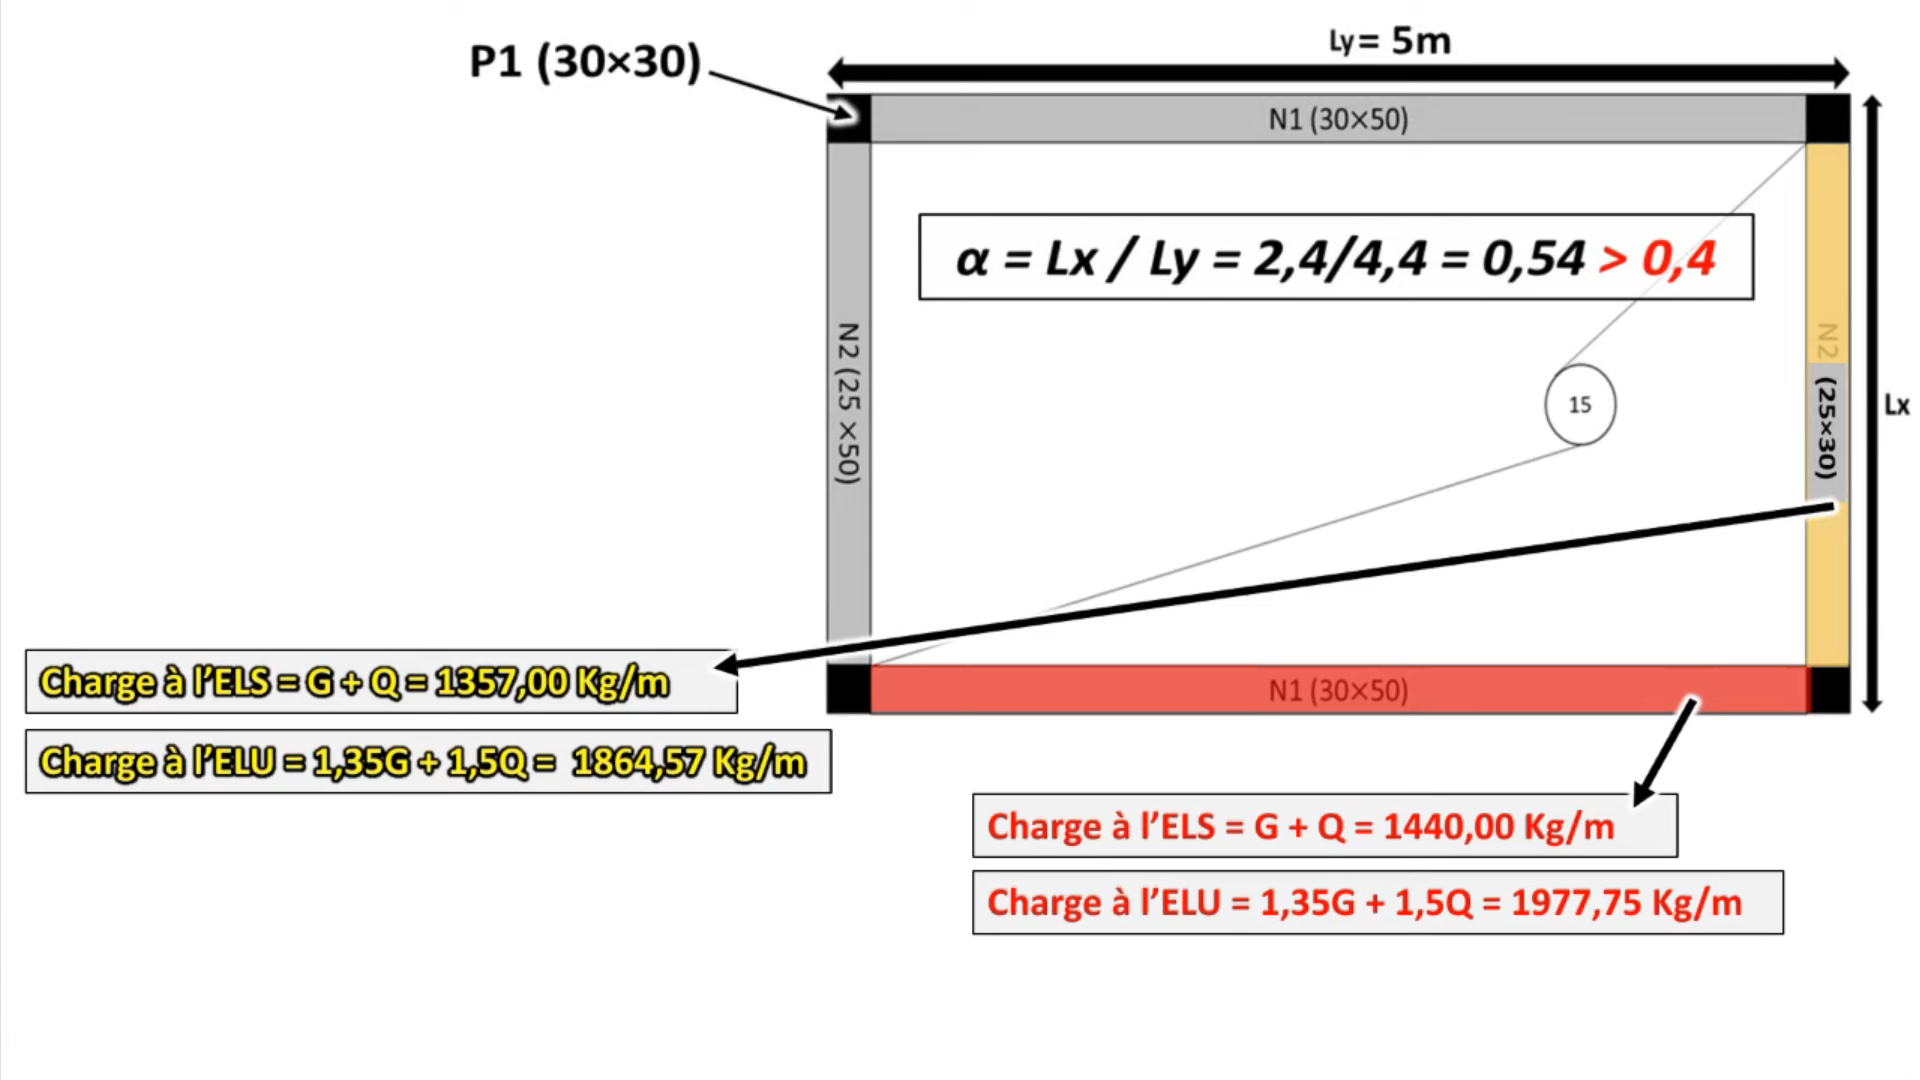 Ly = 5m
P1 (30×30)
N1 (30×50)
α = Lx / Ly = 2,4/4,4 = 0,54 > 0,4
N2 (25 ×50)
15
N2 (25×30)
Lx
Charge à l’ELS = G + Q = 1357,00 Kg/m
N1 (30×50)
Charge à l’ELU = 1,35G + 1,5Q = 1864,57 Kg/m
Charge à l’ELS = G + Q = 1440,00 Kg/m
Charge à l’ELU = 1,35G + 1,5Q = 1977,75 Kg/m